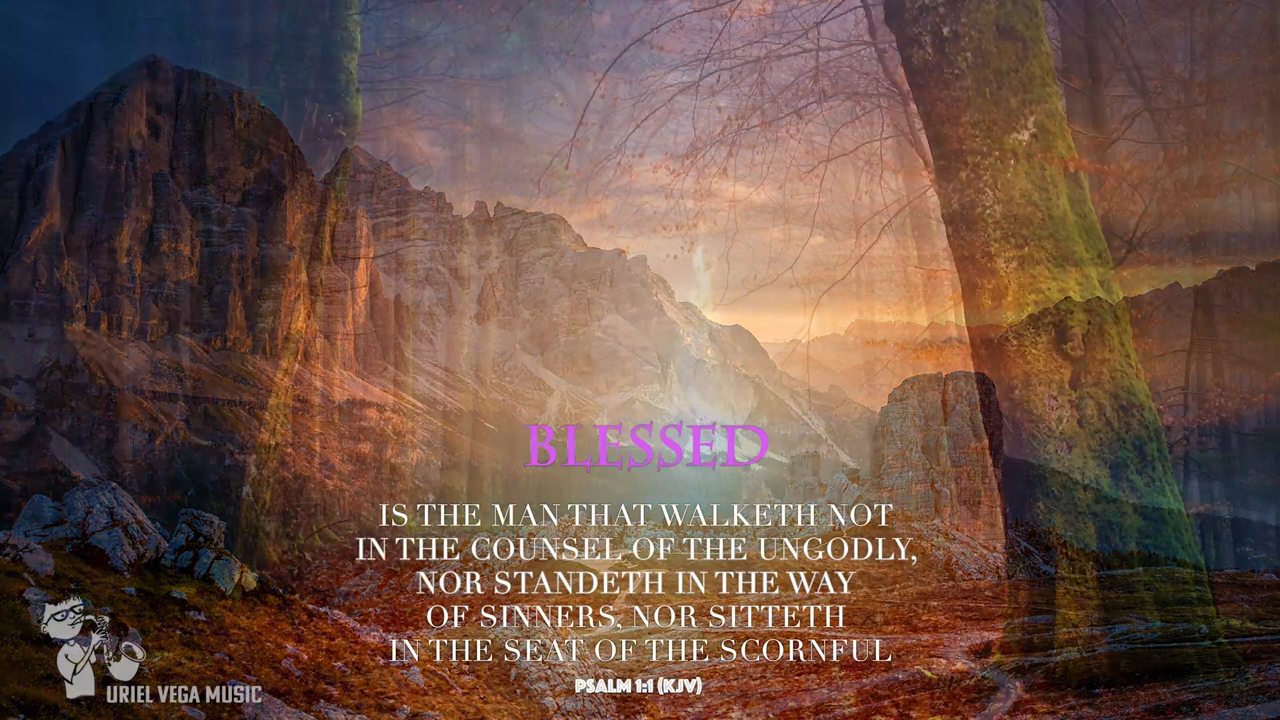 BLESSED
IS THE MAN THAT WALKETH NOT
IN THE COUNSEL OF THE UNGODLY,
NOR STANDETH IN THE WAY
OF SINNERS, NOR SITTETH
IN THE SEAT OF THE SCORNFUL
PSALM 1:1 (KJV)
URIEL VEGA MUSIC